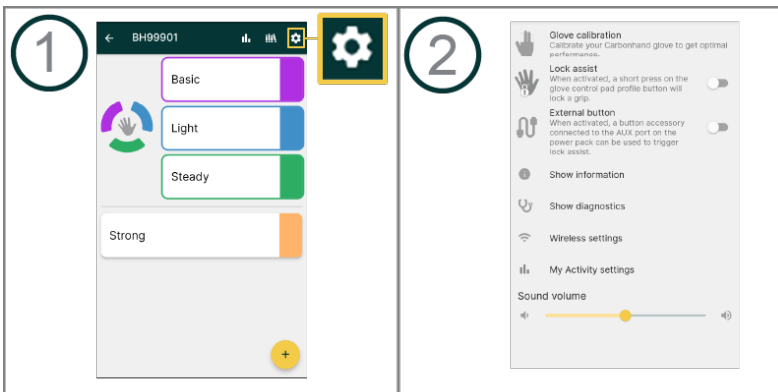 1
BH99901
Basic
Light
Steady
Strong
+
2
Glove calibration
Calibrate your Carbonhand glove to get optimal
performance.
Lock assist
When activated, a short press on the
glove control pad profile button will
lock a grip.
External button
When activated, a button accessory
connected to the AUX port on the
power pack can be used to trigger
lock assist.
Show information
Show diagnostics
Wireless settings
My Activity settings
Sound volume